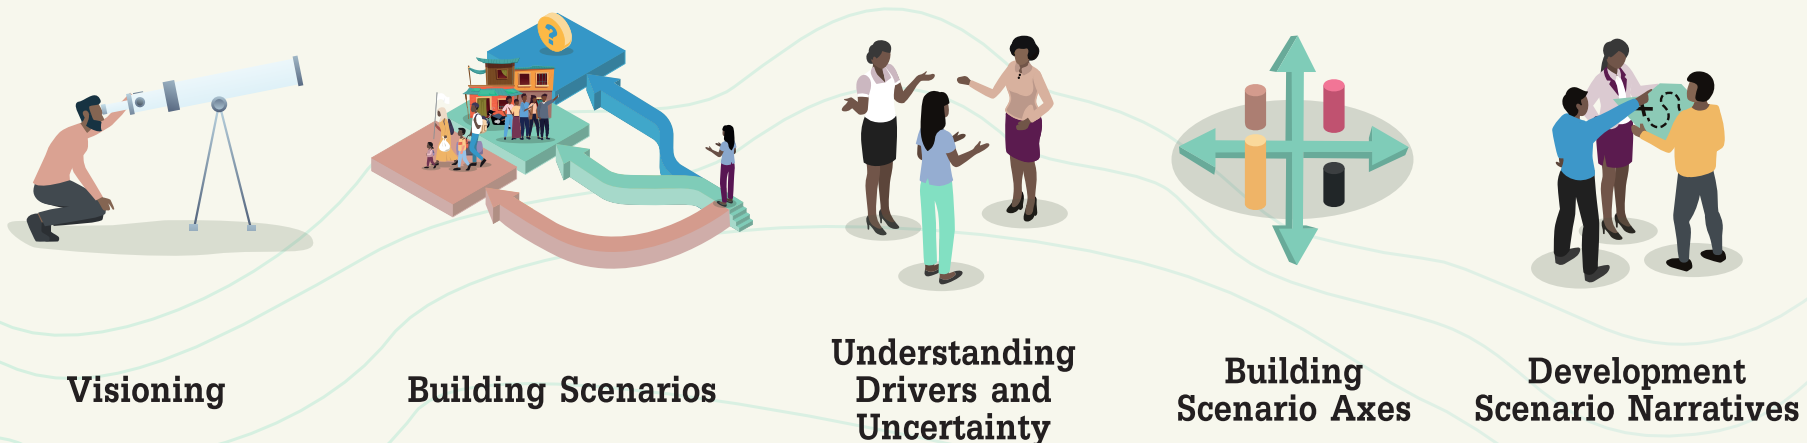 Visioning
Building Scenarios
Understanding
Drivers and
Uncertainty
Building
Scenario Axes
Development
Scenario Narratives
?